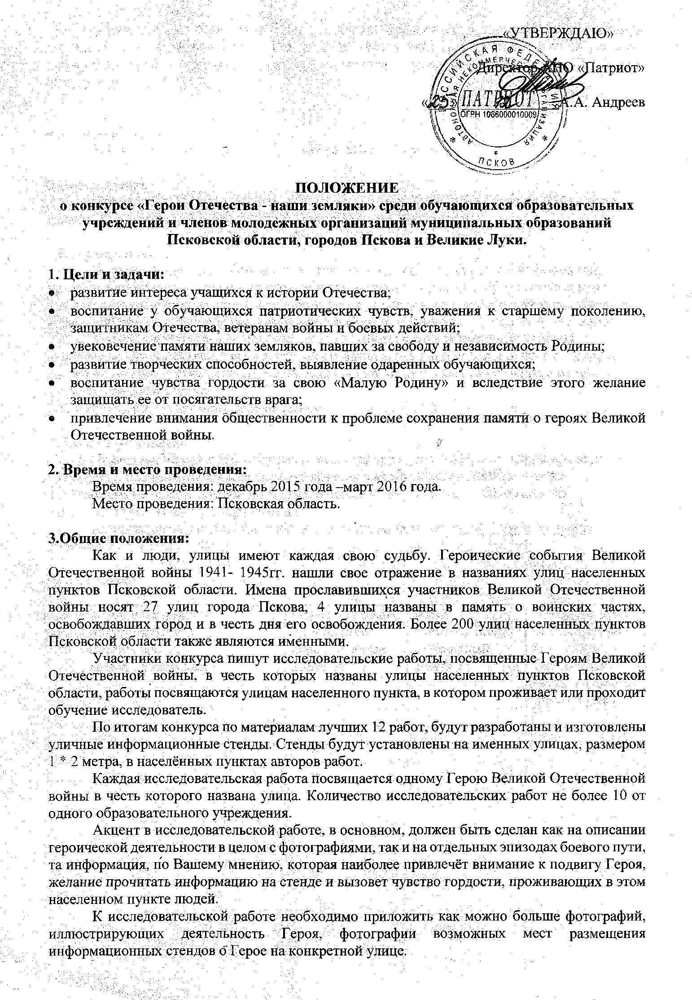 «УТВЕРЖДАЮ»
Директор АНО «Патриот»
«25» 12 А.А. Андреев
РОССИЙСКАЯ ФЕДЕРАЦИЯ
АВТОНОМНАЯ НЕКОММЕРЧЕСКАЯ ОРГАНИЗАЦИЯ
ПАТРИОТ
ОГРН 1066000010009
* * *
ПСКОВ
ПОЛОЖЕНИЕ
о конкурсе «Герои Отечества - наши земляки» среди обучающихся образовательных
учреждений и членов молодежных организаций муниципальных образований
Псковской области, городов Пскова и Великие Луки.
1. Цели и задачи:
• развитие интереса учащихся к истории Отечества;
• воспитание у обучающихся патриотических чувств, уважения к старшему поколению,
защитникам Отечества, ветеранам войны и боевых действий;
• увековечение памяти наших земляков, павших за свободу и независимость Родины;
• развитие творческих способностей, выявление одаренных обучающихся;
• воспитание чувства гордости за свою «Малую Родину» и вследствие этого желание
защищать ее от посягательств врага;
• привлечение внимания общественности к проблеме сохранения памяти о героях Великой
Отечественной войны.
2. Время и место проведения:
Время проведения: декабрь 2015 года –март 2016 года.
Место проведения: Псковская область.
3.Общие положения:
Как и люди, улицы имеют каждая свою судьбу. Героические события Великой
Отечественной войны 1941- 1945гг. нашли свое отражение в названиях улиц населенных
пунктов Псковской области. Имена прославившихся участников Великой Отечественной
войны носят 27 улиц города Пскова, 4 улицы названы в память о воинских частях,
освобождавших город и в честь дня его освобождения. Более 200 улиц населенных пунктов
Псковской области также являются именными.
Участники конкурса пишут исследовательские работы, посвященные Героям Великой
Отечественной войны, в честь которых названы улицы населенных пунктов Псковской
области, работы посвящаются улицам населенного пункта, в котором проживает или проходит
обучение исследователь.
По итогам конкурса по материалам лучших 12 работ, будут разработаны и изготовлены
уличные информационные стенды. Стенды будут установлены на именных улицах, размером
1 * 2 метра, в населённых пунктах авторов работ.
Каждая исследовательская работа посвящается одному Герою Великой Отечественной
войны в честь которого названа улица. Количество исследовательских работ не более 10 от
одного образовательного учреждения.
Акцент в исследовательской работе, в основном, должен быть сделан как на описании
героической деятельности в целом с фотографиями, так и на отдельных эпизодах боевого пути,
та информация, по Вашему мнению, которая наиболее привлечёт внимание к подвигу Героя,
желание прочитать информацию на стенде и вызовет чувство гордости, проживающих в этом
населенном пункте людей.
К исследовательской работе необходимо приложить как можно больше фотографий,
иллюстрирующих деятельность Героя, фотографии возможных мест размещения
информационных стендов о Герое на конкретной улице.